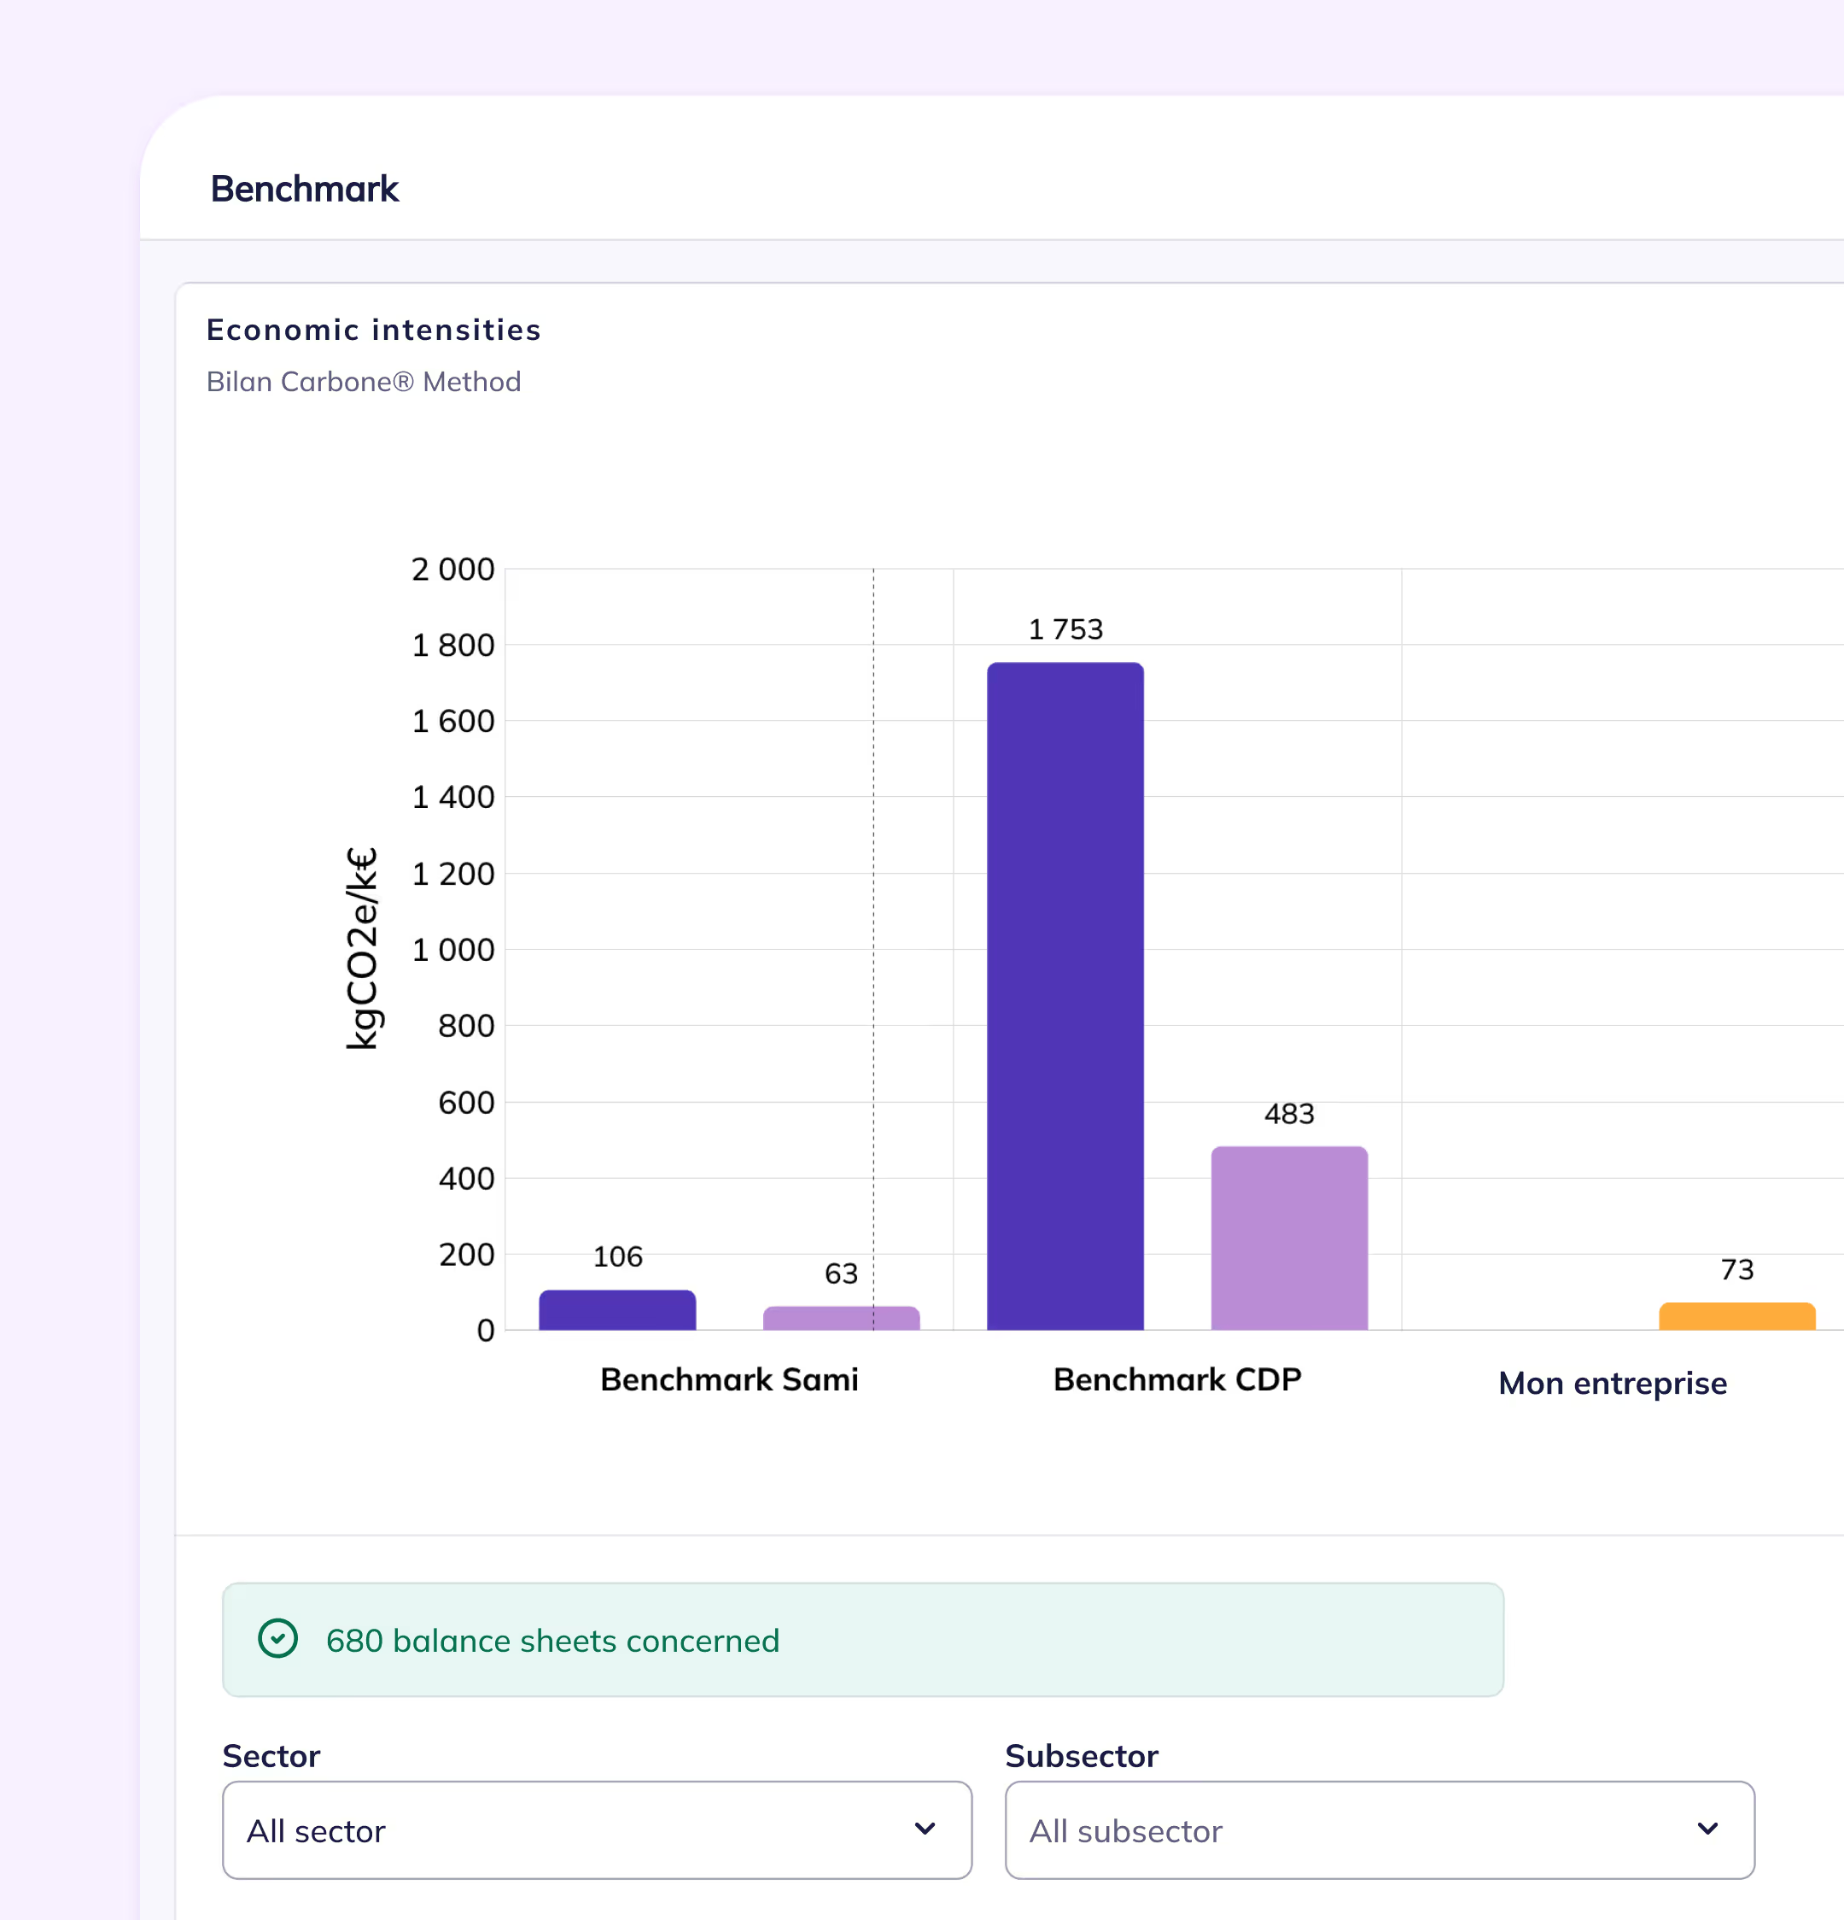 Benchmark
Economic intensities
Bilan Carbone® Method
2 000
1 800
1 600
1 400
1 200
1 000
800
600
400
200
0
kgCO2e/k€
106
63
1 753
483
73
Benchmark Sami
Benchmark CDP
Mon entreprise
680 balance sheets concerned
Sector
Subsector
All sector
All subsector